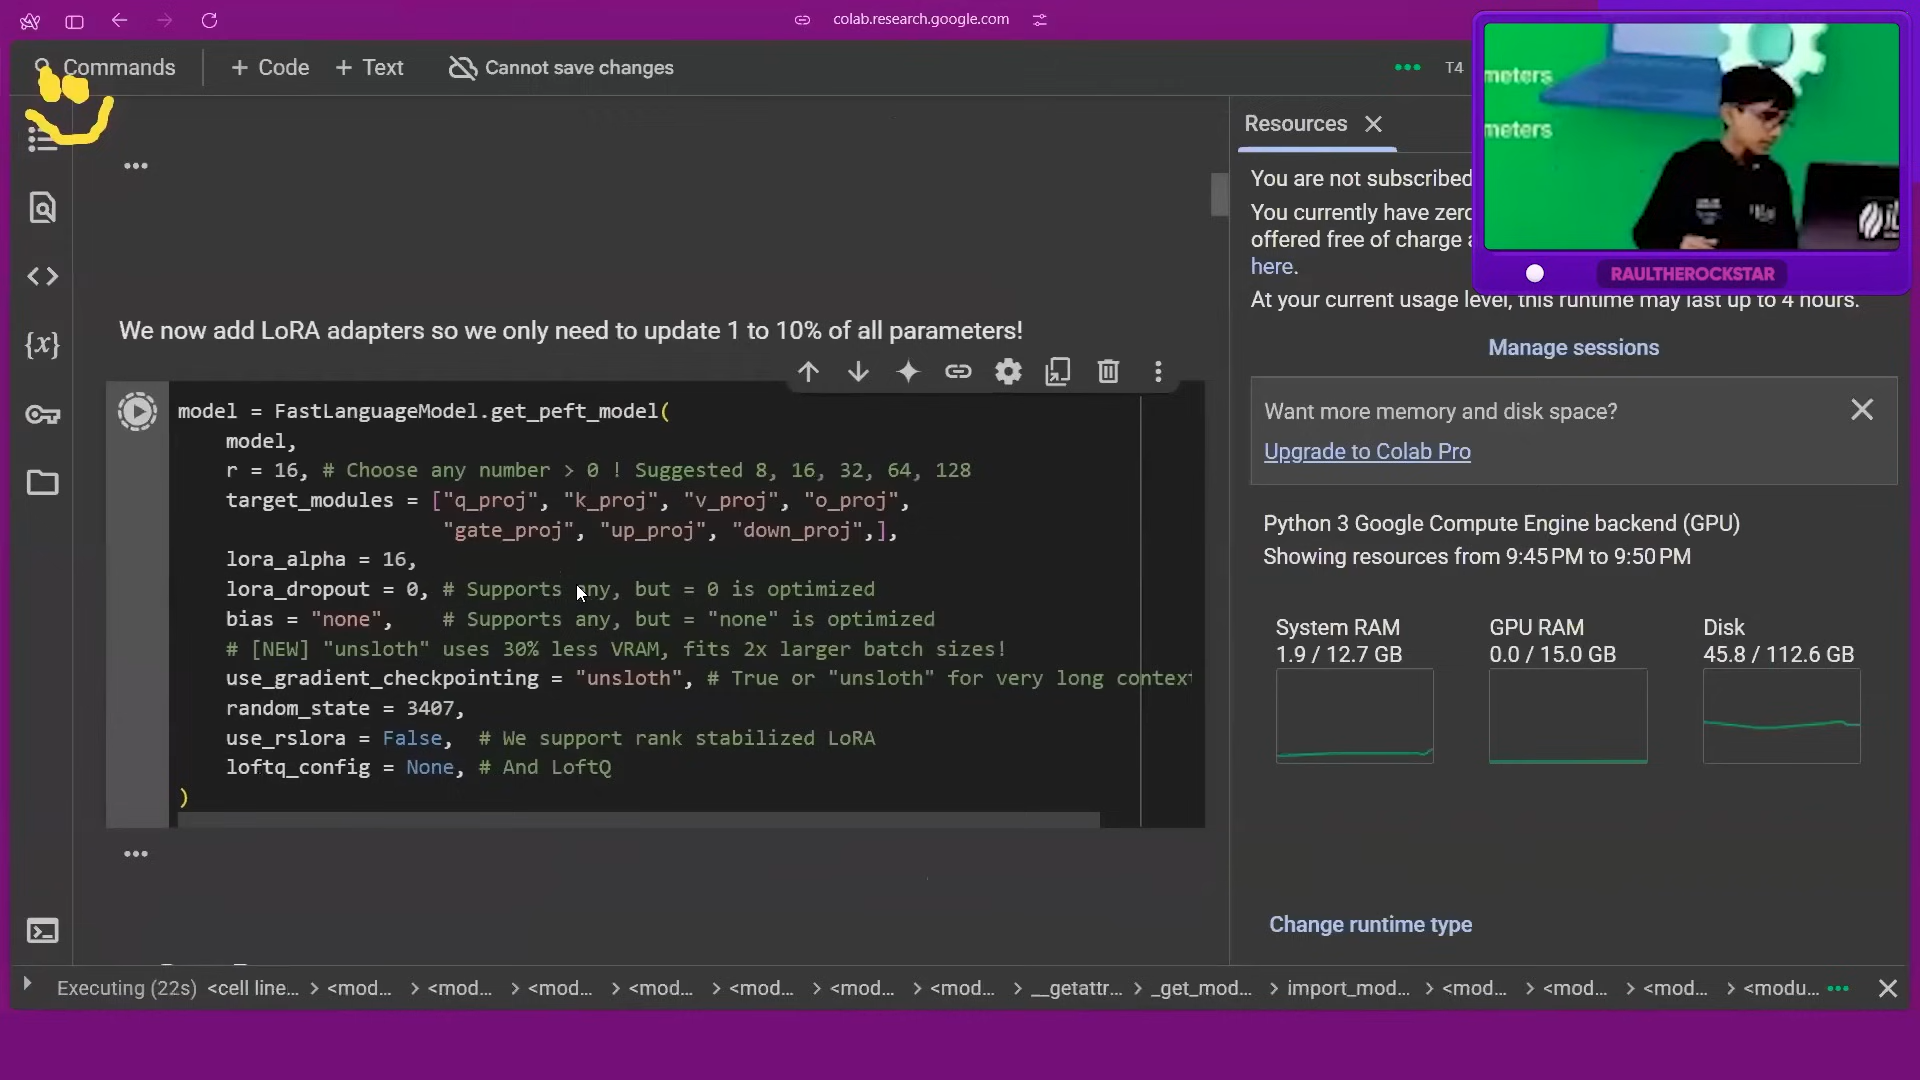 colab.research.google.com
Commands
+ Code
+ Text
Cannot save changes
T4
Resources
You are not subscribed
You currently have zero
offered free of charge
here.
At your current usage level, this runtime may last up to 4 hours.
Manage sessions
meters
meters
RAULTHEROCKSTAR
We now add LoRA adapters so we only need to update 1 to 10% of all parameters!
model = FastLanguageModel.get_peft_model(
model,
r = 16, # Choose any number > 0 ! Suggested 8, 16, 32, 64, 128
target_modules = ["q_proj", "k_proj", "v_proj", "o_proj",
"gate_proj", "up_proj", "down_proj",],
lora_alpha = 16,
lora_dropout = 0, # Supports any, but = 0 is optimized
bias = "none",    # Supports any, but = "none" is optimized
# [NEW] "unsloth" uses 30% less VRAM, fits 2x larger batch sizes!
use_gradient_checkpointing = "unsloth", # True or "unsloth" for very long context
random_state = 3407,
use_rslora = False,  # We support rank stabilized LoRA
loftq_config = None, # And LoftQ
)
Want more memory and disk space?
Upgrade to Colab Pro
Python 3 Google Compute Engine backend (GPU)
Showing resources from 9:45 PM to 9:50 PM
System RAM
1.9 / 12.7 GB
GPU RAM
0.0 / 15.0 GB
Disk
45.8 / 112.6 GB
Change runtime type
Executing (22s) <cell line... > <mod... > <mod... > <mod... > <mod... > <mod... > <mod... > <mod... > __getattr... > _get_mod... > import_mod... > <mod... > <mod... > <mod... > <modu...